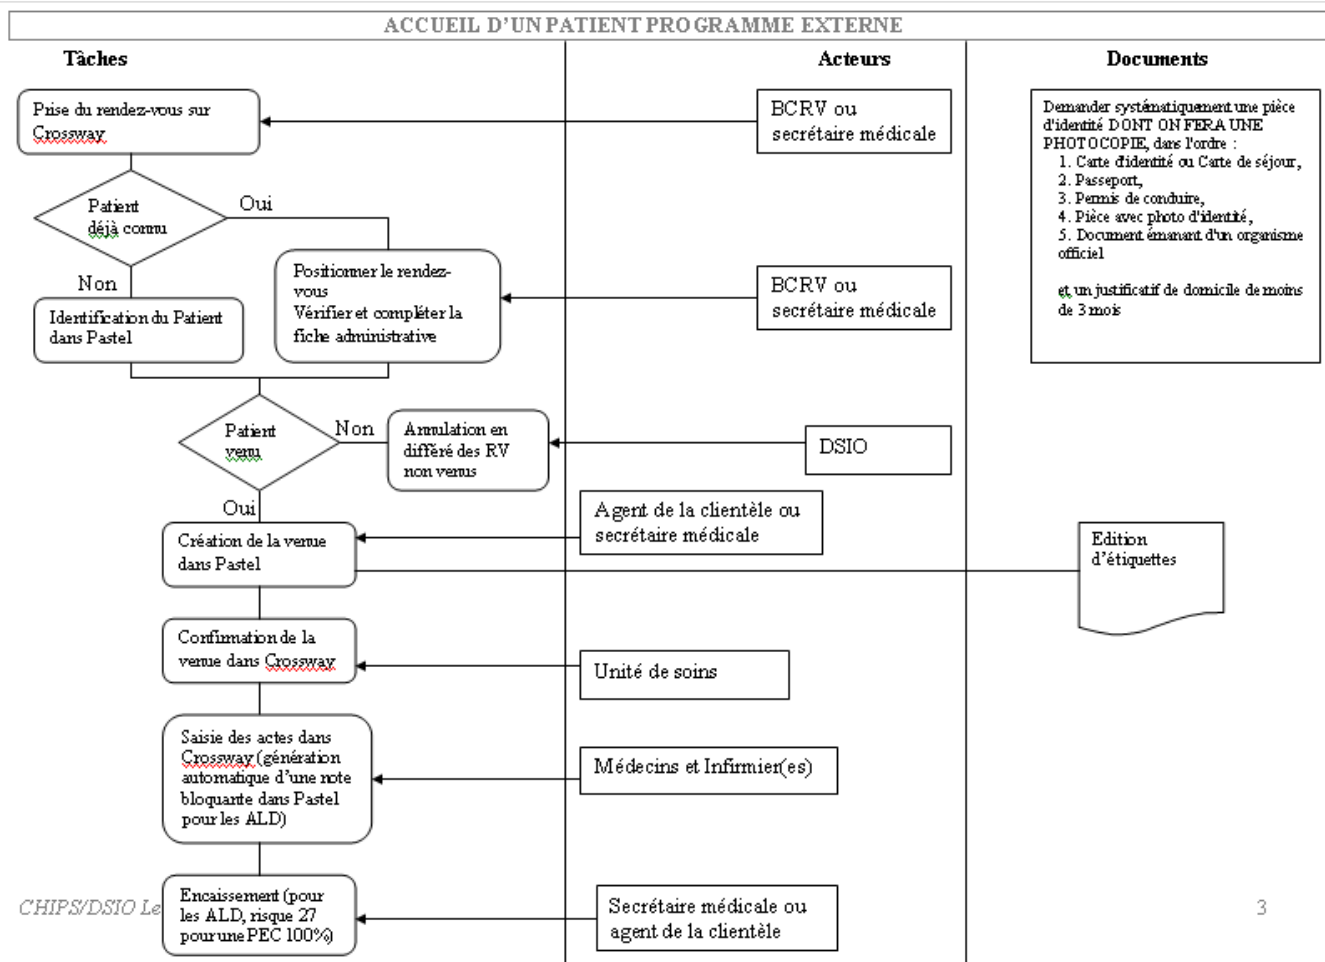 ACCUEIL D'UN PATIENT PROGRAMME EXTERNE
Tâches
Acteurs
Documents
Prise du rendez-vous sur
Crossway
BCRV ou
secrétaire médicale
Demander systématiquement une pièce
d'identité DONT ON FERA UNE
PHOTOCOPIE, dans l'ordre :
1. Carte d'identité ou Carte de séjour,
2. Passeport,
3. Permis de conduire,
4. Pièce avec photo d'identité,
5. Document émanant d'un organisme
officiel
et un justificatif de domicile de moins
de 3 mois
Patient
déjà connu
Oui
Non
Positionner le rendez-
vous
Vérifier et compléter la
fiche administrative
BCRV ou
secrétaire médicale
Identification du Patient
dans Pastel
Patient
venu
Non
Annulation en
différé des RV
non venus
DSIO
Oui
Agent de la clientèle ou
secrétaire médicale
Création de la venue
dans Pastel
Edition
d'étiquettes
Confirmation de la
venue dans Crossway
Unité de soins
Saisie des actes dans
Crossway (génération
automatique d'une note
bloquante dans Pastel
pour les ALD)
Médecins et Infirmier(es)
Encaissement (pour
les ALD, risque 27
pour une PEC 100%)
Secrétaire médicale ou
agent de la clientèle
CHIPS/DSIO Le
3